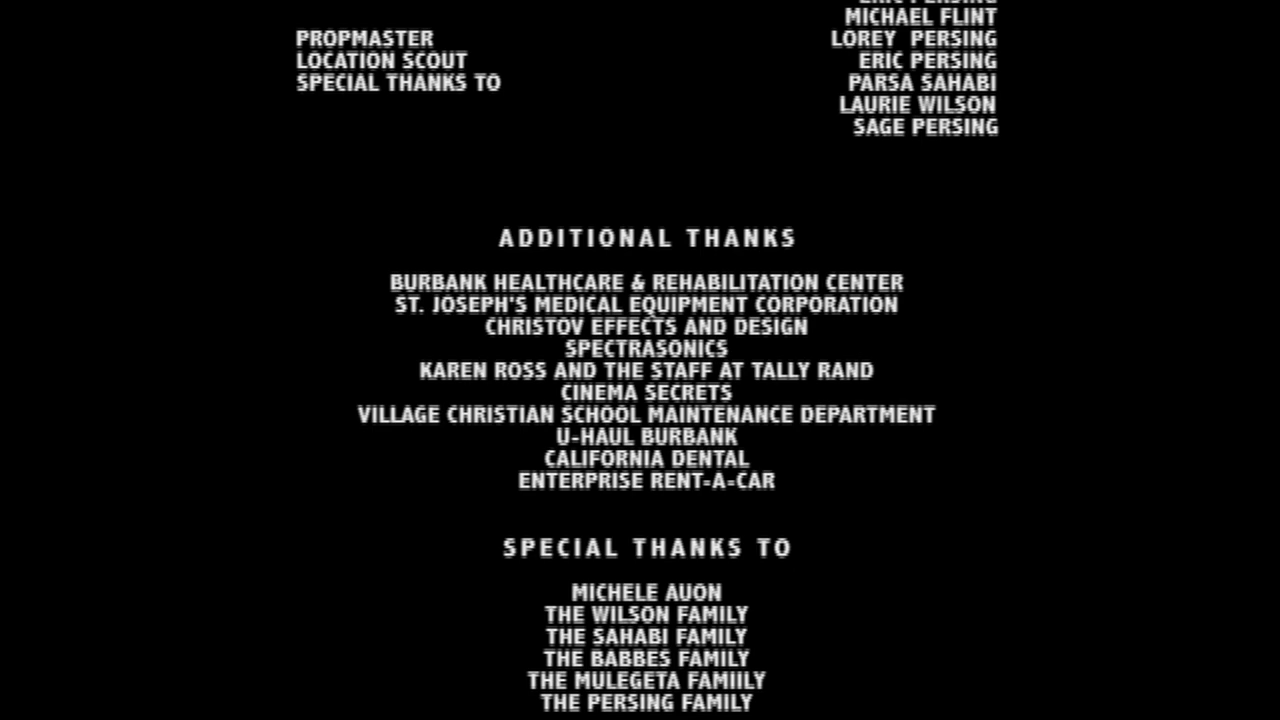 ERIC PERSING
MICHAEL FLINT
PROPMASTER LOREY PERSING
LOCATION SCOUT ERIC PERSING
SPECIAL THANKS TO PARSA SAHABI
LAURIE WILSON
SAGE PERSING
ADDITIONAL THANKS
BURBANK HEALTHCARE & REHABILITATION CENTER
ST. JOSEPH'S MEDICAL EQUIPMENT CORPORATION
CHRISTOV EFFECTS AND DESIGN
SPECTRASONICS
KAREN ROSS AND THE STAFF AT TALLY RAND
CINEMA SECRETS
VILLAGE CHRISTIAN SCHOOL MAINTENANCE DEPARTMENT
U-HAUL BURBANK
CALIFORNIA DENTAL
ENTERPRISE RENT-A-CAR
SPECIAL THANKS TO
MICHELE AUON
THE WILSON FAMILY
THE SAHABI FAMILY
THE BABBES FAMILY
THE MULEGETA FAMIILY
THE PERSING FAMILY